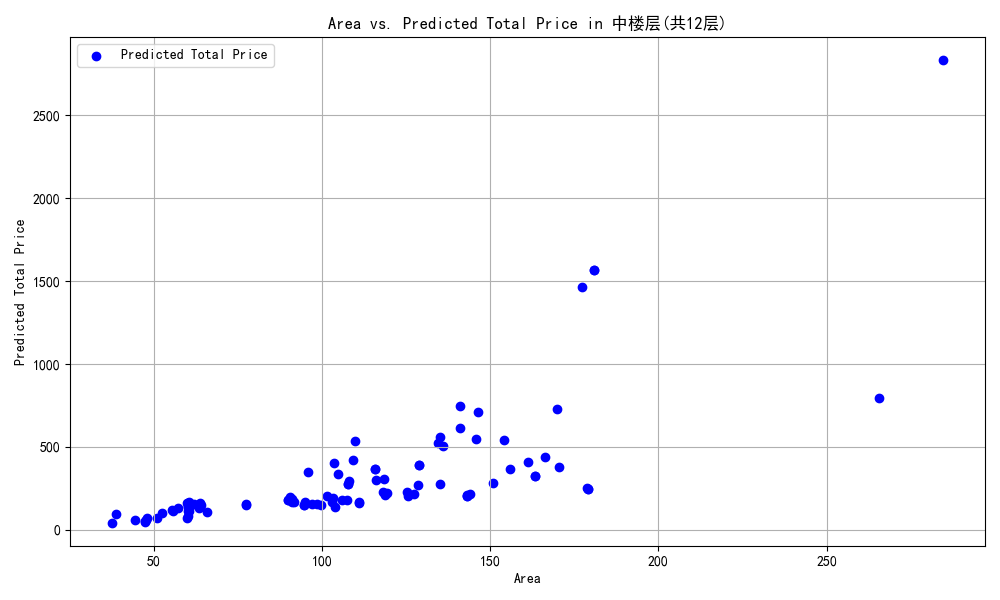 Area vs. Predicted Total Price in 中楼层(共12层)
Predicted Total Price
2500
2000
1500
1000
500
0
Predicted Total Price
50
100
150
200
250
Area